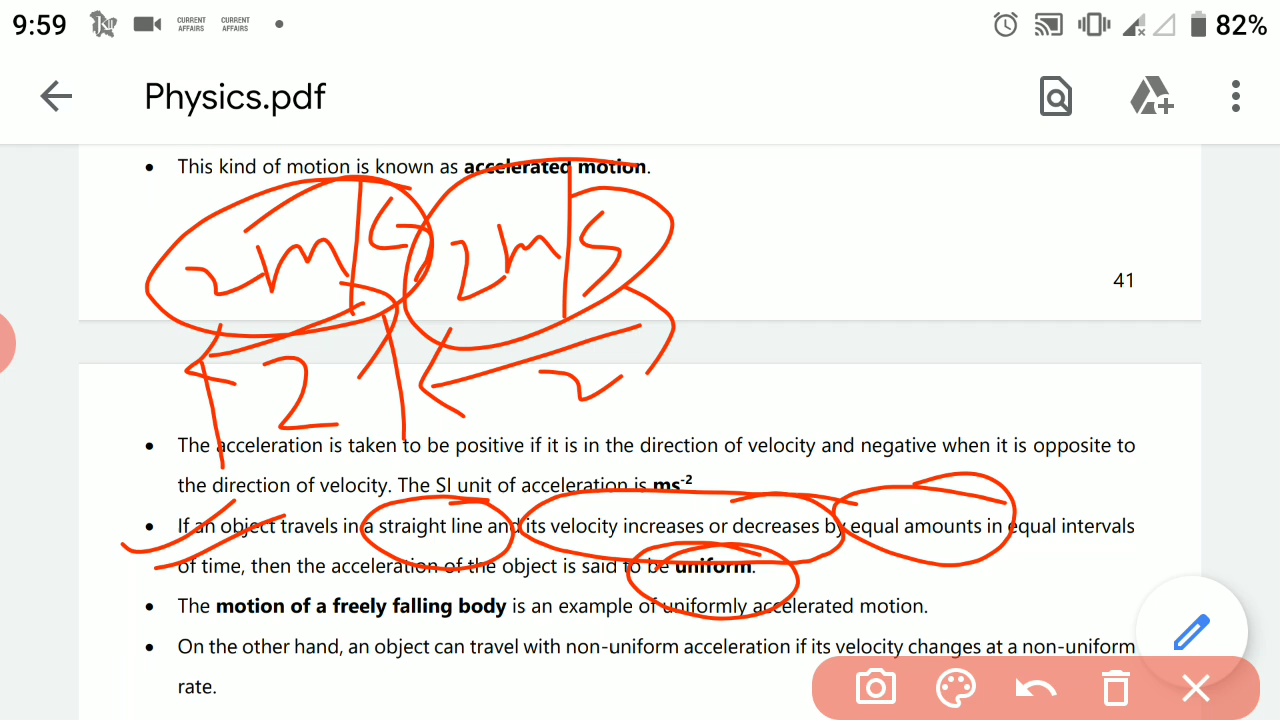 9:59 CURRENT AFFAIRS CURRENT AFFAIRS 82%
Physics.pdf
• This kind of motion is known as accelerated motion.
2m|s 2m|s
41
2 2
• The acceleration is taken to be positive if it is in the direction of velocity and negative when it is opposite to
the direction of velocity. The SI unit of acceleration is ms⁻²
• If an object travels in a straight line and its velocity increases or decreases by equal amounts in equal intervals
of time, then the acceleration of the object is said to be uniform.
• The motion of a freely falling body is an example of uniformly accelerated motion.
• On the other hand, an object can travel with non-uniform acceleration if its velocity changes at a non-uniform
rate.